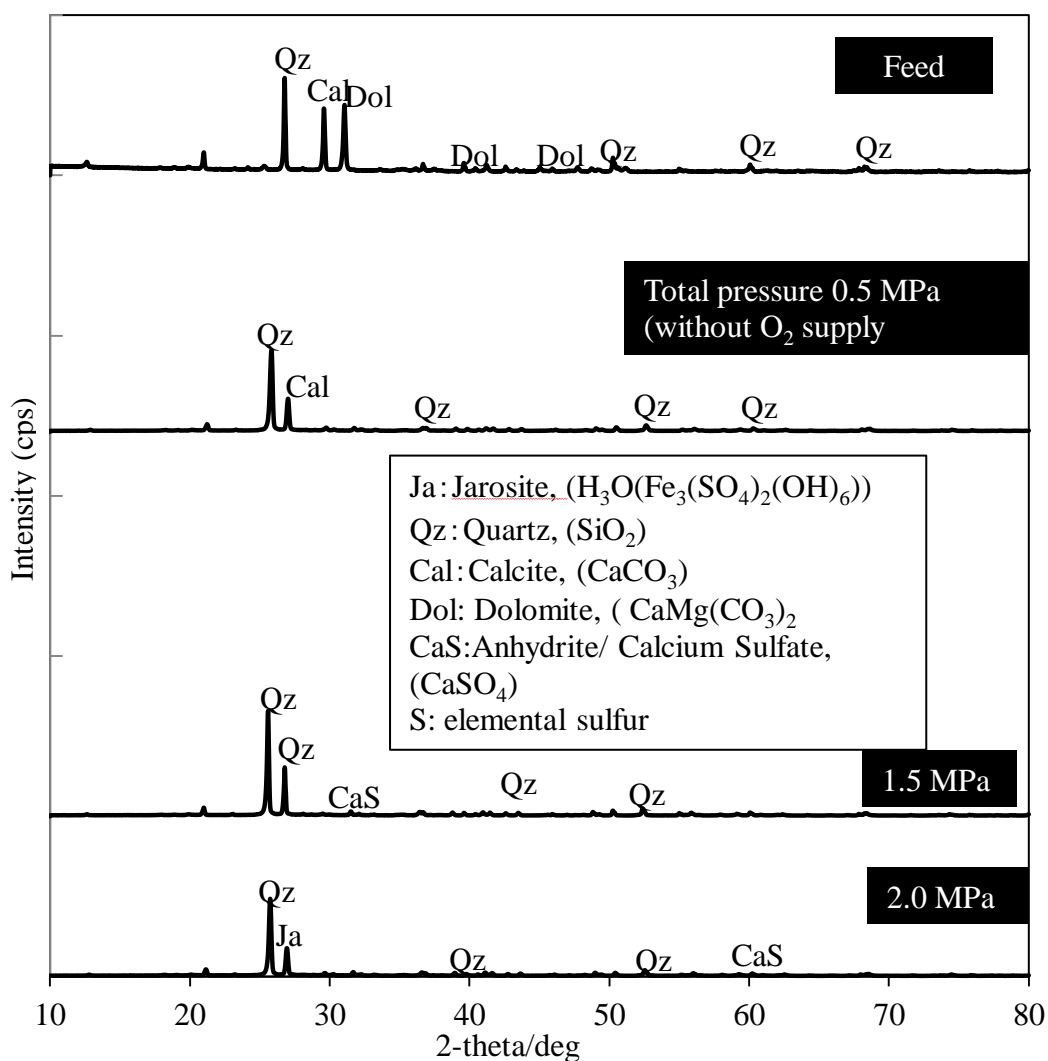 Feed
Qz
Cal
Dol
Dol
Dol
Qz
Qz
Qz
Total pressure 0.5 MPa
(without O₂ supply
Qz
Cal
Qz
Qz
Qz
Ja:Jarosite, (H₃O(Fe₃(SO₄)₂(OH)₆))
Qz:Quartz, (SiO₂)
Cal:Calcite, (CaCO₃)
Dol: Dolomite, ( CaMg(CO₃)₂
CaS:Anhydrite/ Calcium Sulfate,
(CaSO₄)
S: elemental sulfur
Qz
Qz
CaS
Qz
Qz
1.5 MPa
Qz
Ja
Qz
Qz
CaS
2.0 MPa
Intensity (cps)
10 20 30 40 50 60 70 80
2-theta/deg